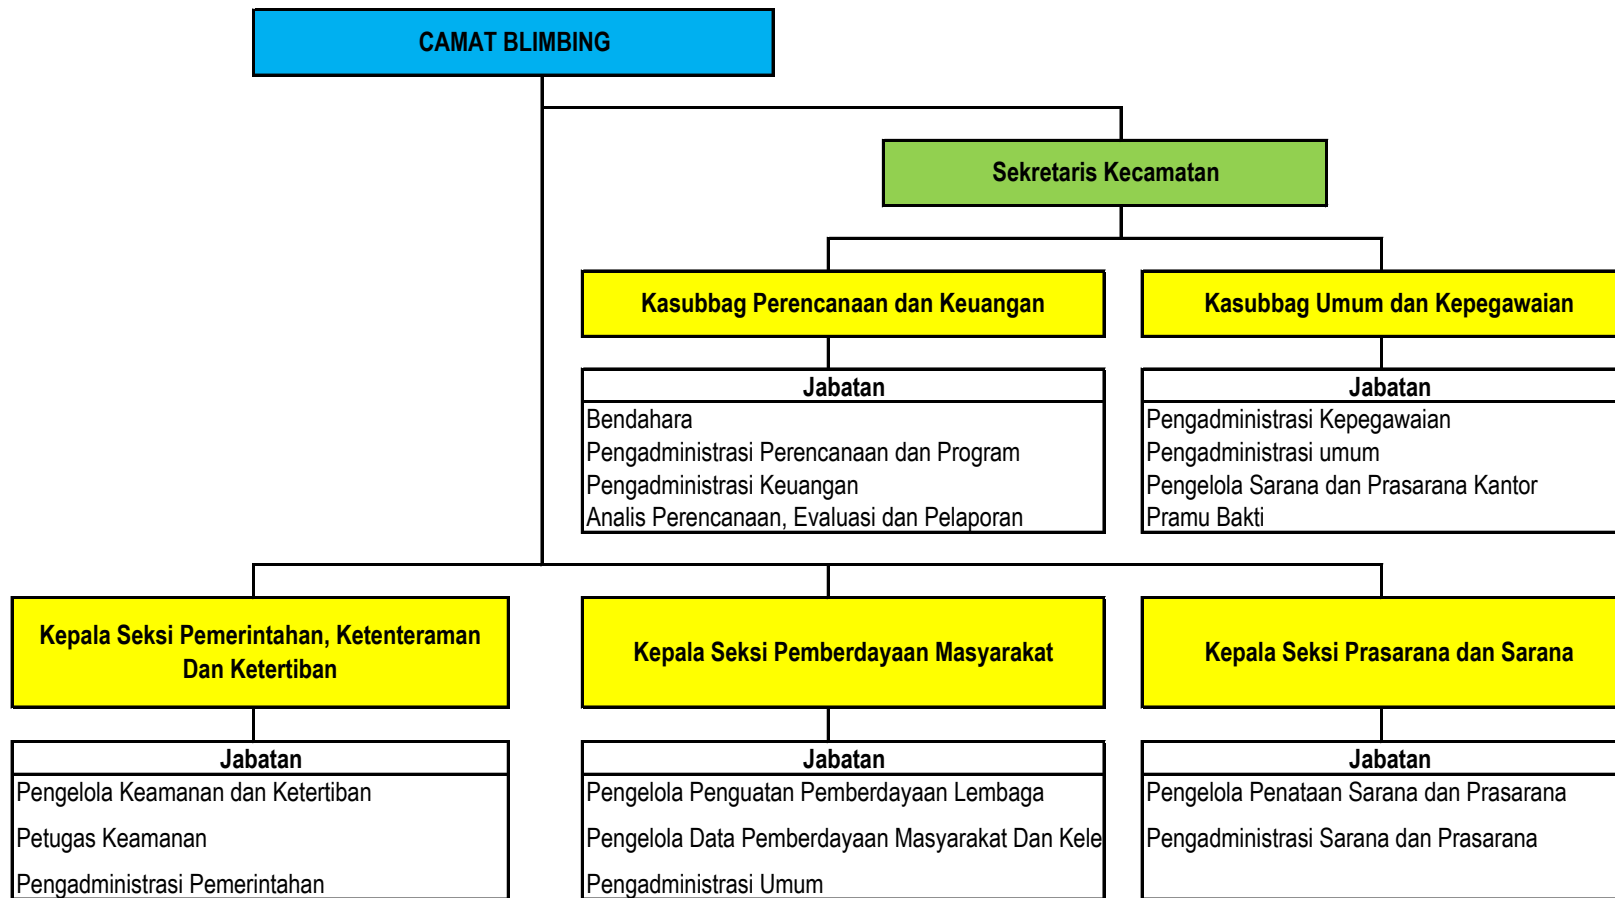 CAMAT BLIMBING
Sekretaris Kecamatan
Kasubbag Perencanaan dan Keuangan
Kasubbag Umum dan Kepegawaian
Jabatan
Bendahara
Pengadministrasi Perencanaan dan Program
Pengadministrasi Keuangan
Analis Perencanaan, Evaluasi dan Pelaporan
Jabatan
Pengadministrasi Kepegawaian
Pengadministrasi umum
Pengelola Sarana dan Prasarana Kantor
Pramu Bakti
Kepala Seksi Pemerintahan, Ketenteraman
Dan Ketertiban
Kepala Seksi Pemberdayaan Masyarakat
Kepala Seksi Prasarana dan Sarana
Jabatan
Pengelola Keamanan dan Ketertiban
Petugas Keamanan
Pengadministrasi Pemerintahan
Jabatan
Pengelola Penguatan Pemberdayaan Lembaga
Pengelola Data Pemberdayaan Masyarakat Dan Kele
Pengadministrasi Umum
Jabatan
Pengelola Penataan Sarana dan Prasarana
Pengadministrasi Sarana dan Prasarana